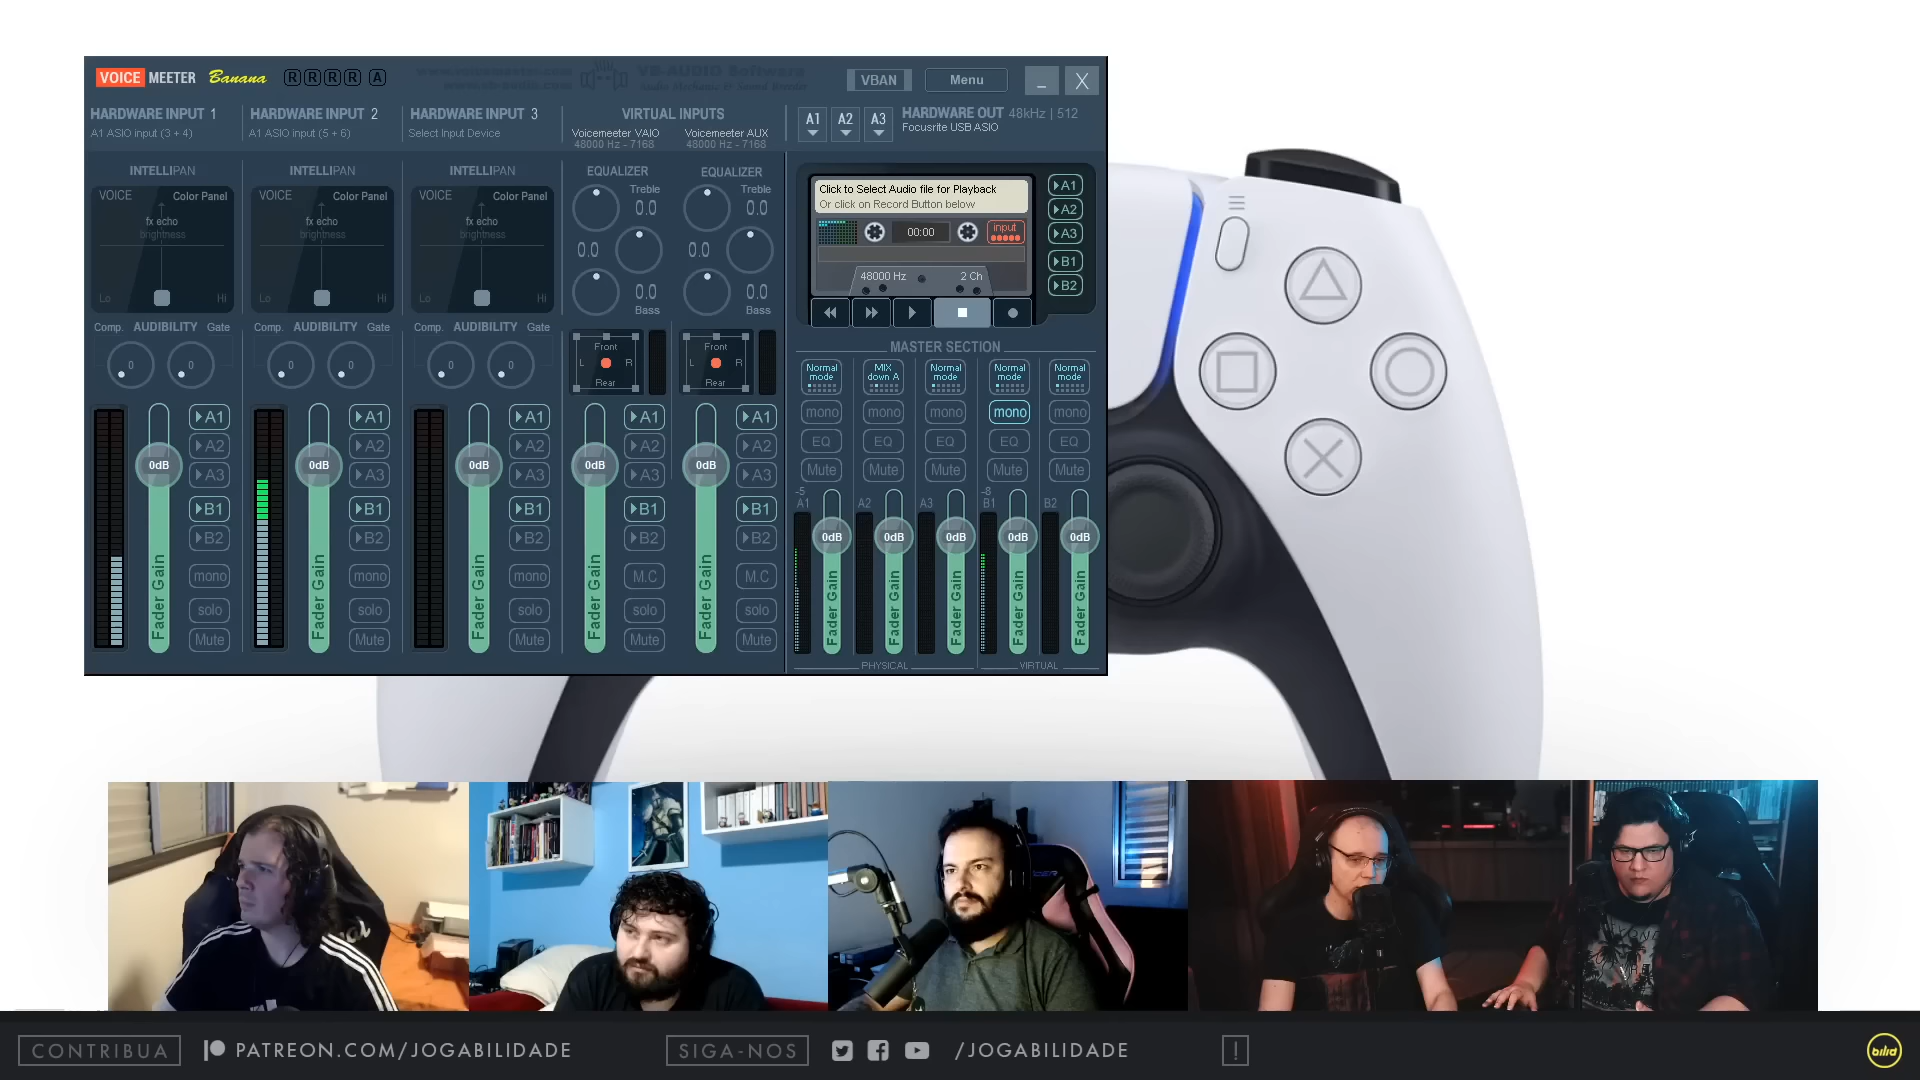 VOICE MEETER Banana R R R R A
VB-AUDIO Software
VBAN Menu _ X
HARDWARE INPUT 1
A1 ASIO input (3 + 4)
HARDWARE INPUT 2
A1 ASIO input (5 + 6)
HARDWARE INPUT 3
Select Input Device
VIRTUAL INPUTS
Voicemeeter VAIO
48000 Hz - 7168
Voicemeeter AUX
48000 Hz - 7168
A1 A2 A3
HARDWARE OUT 48kHz | 512
Focusrite USB ASIO
INTELLIPAN
VOICE Color Panel
fx echo
brightness
Lo Hi
Comp. AUDIBILITY Gate
0 0
0dB
Fader Gain
A1
A2
A3
B1
B2
mono
solo
Mute
INTELLIPAN
VOICE Color Panel
fx echo
brightness
Lo Hi
Comp. AUDIBILITY Gate
0 0
0dB
Fader Gain
A1
A2
A3
B1
B2
mono
solo
Mute
INTELLIPAN
VOICE Color Panel
fx echo
brightness
Lo Hi
Comp. AUDIBILITY Gate
0 0
0dB
Fader Gain
A1
A2
A3
B1
B2
mono
solo
Mute
EQUALIZER
Treble
0.0
0.0
0.0
Bass
Front
L R
Rear
0dB
Fader Gain
A1
A2
A3
B1
B2
M.C
solo
Mute
EQUALIZER
Treble
0.0
0.0
0.0
Bass
Front
L R
Rear
0dB
Fader Gain
A1
A2
A3
B1
B2
M.C
solo
Mute
Click to Select Audio file for Playback
Or click on Record Button below
00:00 input
48000 Hz 2 Ch
A1
A2
A3
B1
B2
MASTER SECTION
Normal mode
MIX down A
Normal mode
Normal mode
Normal mode
mono mono mono mono mono
EQ EQ EQ EQ EQ
Mute Mute Mute Mute Mute
-5 -8
A1 A2 A3 B1 B2
0dB 0dB 0dB 0dB 0dB
Fader Gain Fader Gain Fader Gain Fader Gain Fader Gain
PHYSICAL VIRTUAL
CONTRIBUA PATREON.COM/JOGABILIDADE SIGA-NOS /JOGABILIDADE !